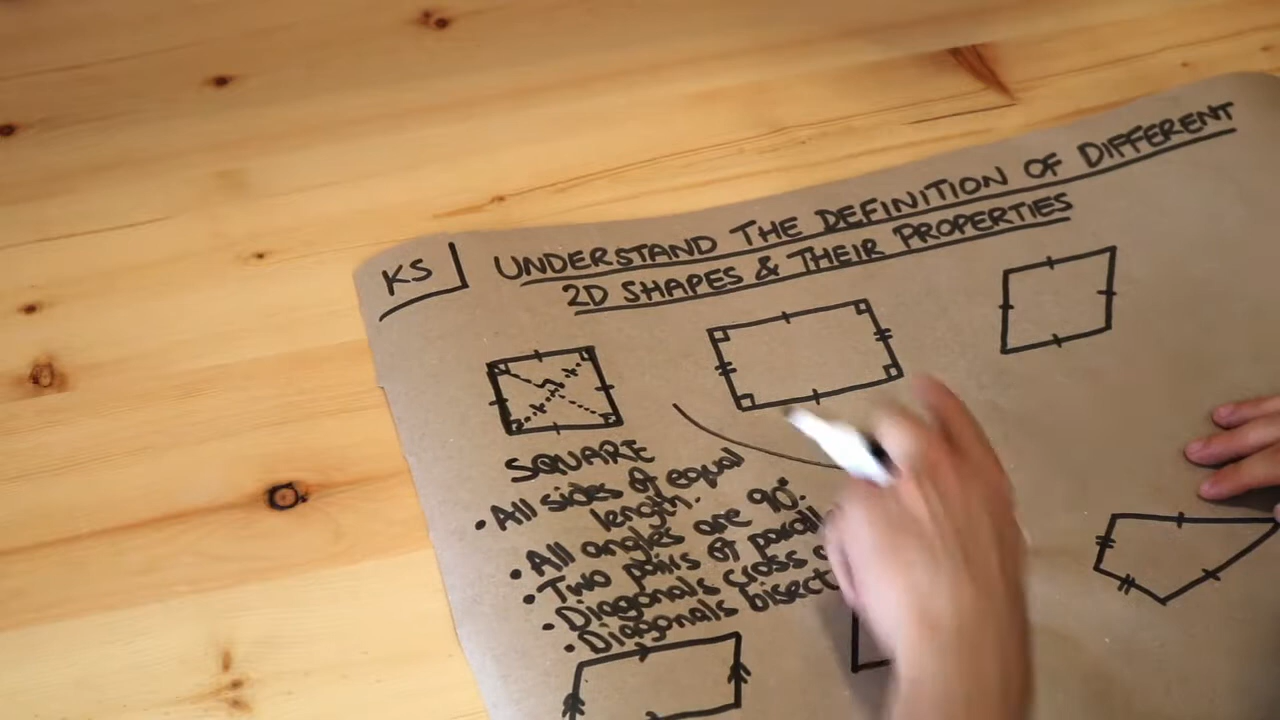 KS
UNDERSTAND THE DEFINITION OF DIFFERENT
2D SHAPES & THEIR PROPERTIES
SQUARE
• All sides of equal
length.
• All angles are 90°.
• Two pairs of
• Diagonals cross
• Diagonals bisect